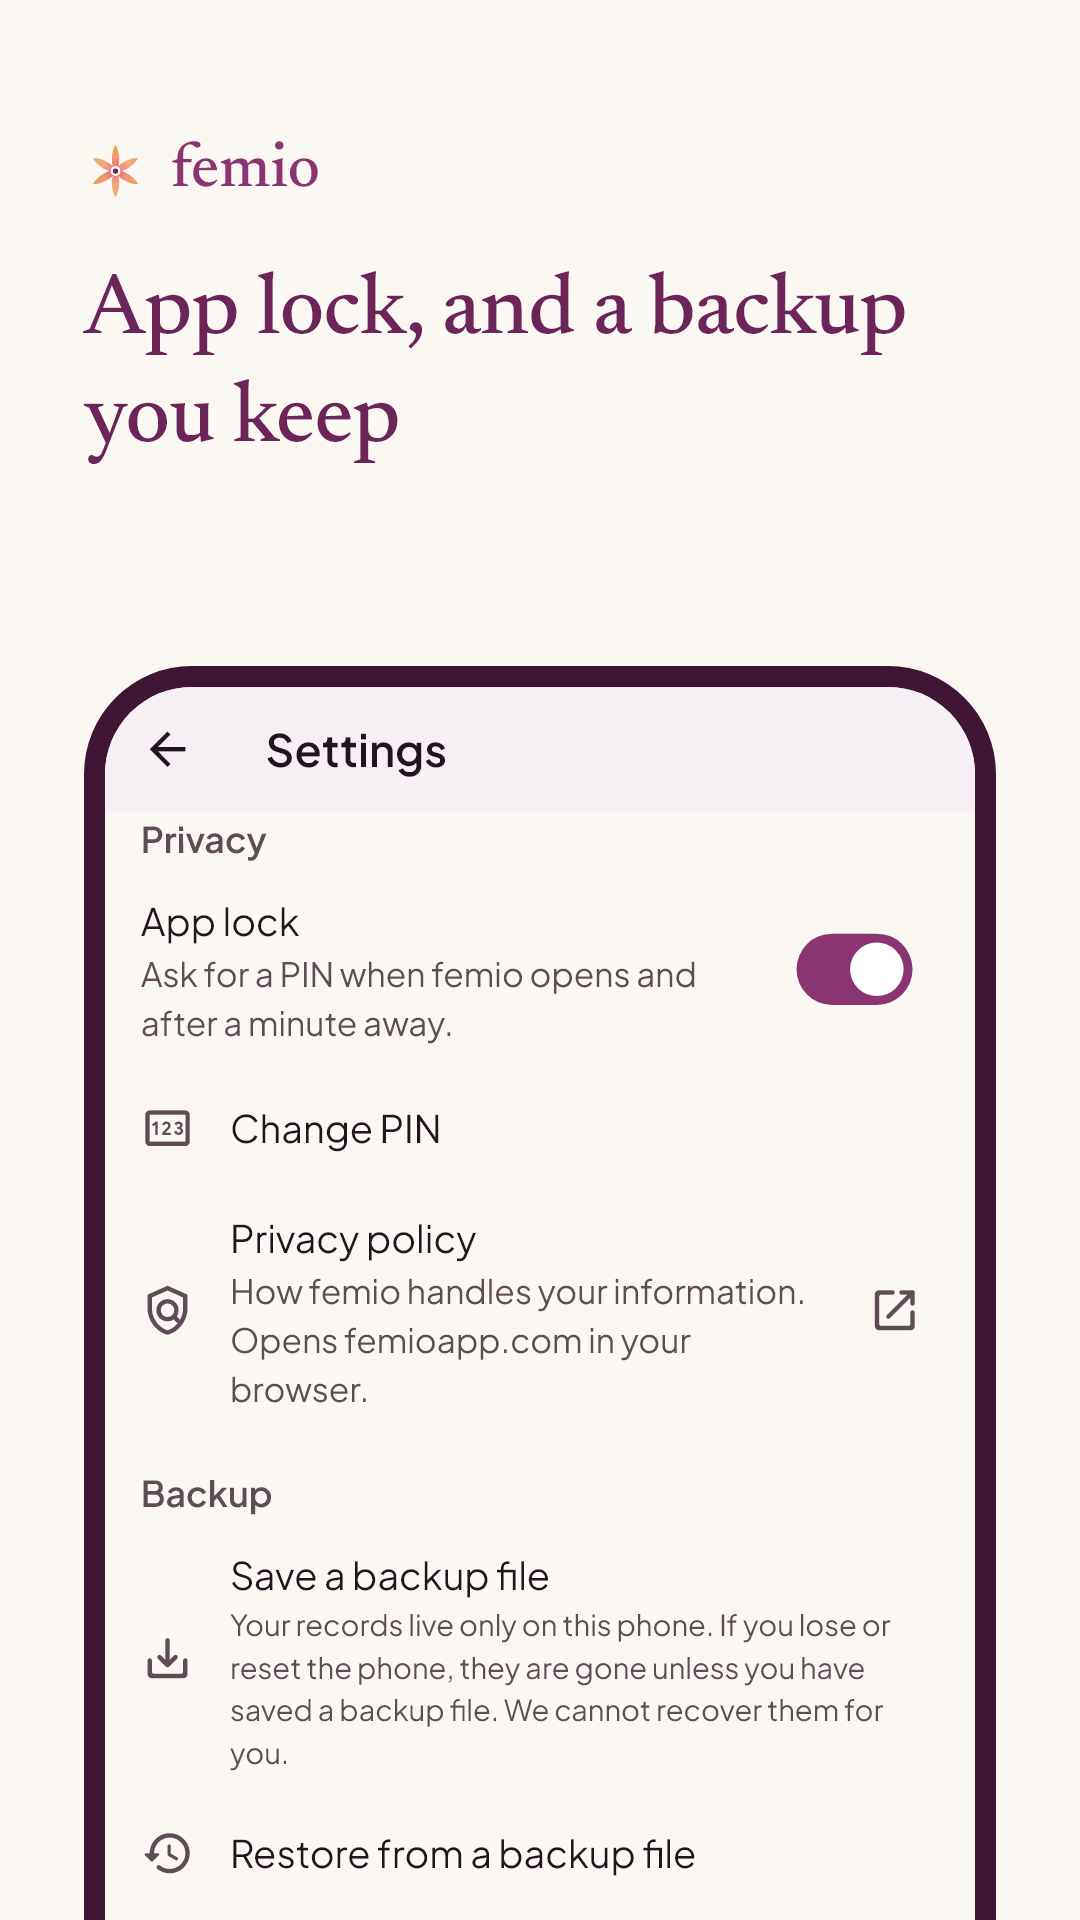 femio
App lock, and a backup
you keep
Settings
Privacy
App lock
Ask for a PIN when femio opens and
after a minute away.
123
Change PIN
Privacy policy
How femio handles your information.
Opens femioapp.com in your
browser.
Backup
Save a backup file
Your records live only on this phone. If you lose or
reset the phone, they are gone unless you have
saved a backup file. We cannot recover them for
you.
Restore from a backup file